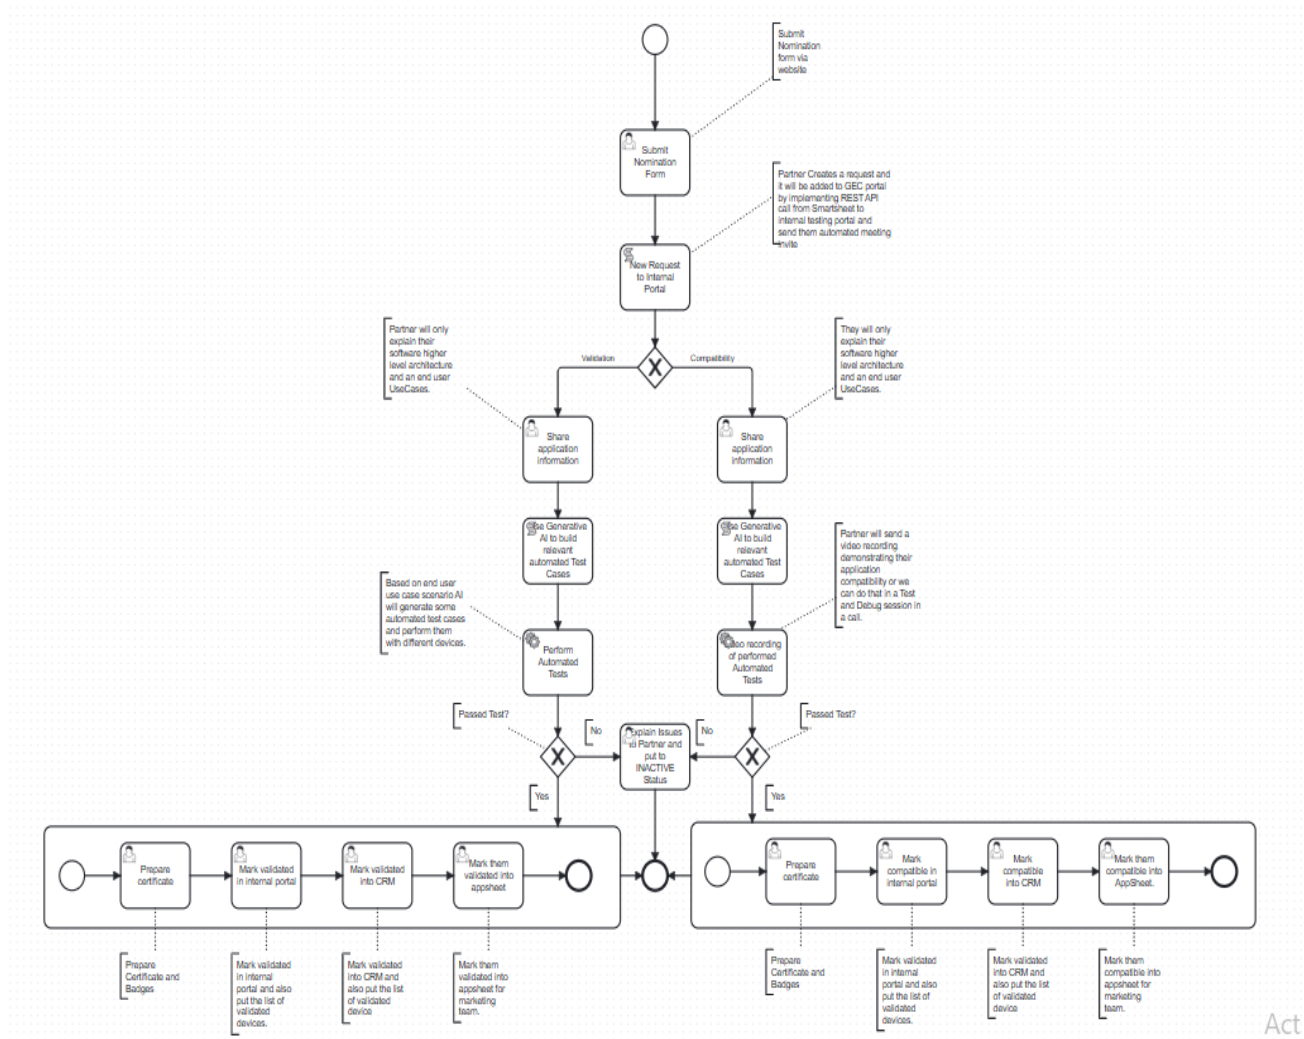 Submit
Nomination
form via
website
Submit
Nomination
Form
Partner Creates a request and
it will be added to GEC portal
by implementing REST API
call from Smartsheet to
internal testing portal and
send them automated meeting
invite
New Request
to Internal
Portal
Partner will only
explain their
software higher
level architecture
and an end user
UseCases.
Validation
Compatibility
They will only
explain their
software higher
level architecture
and an end user
UseCases.
Share
application
information
Share
application
information
Use Generative
AI to build
relevant
automated Test
Cases
Use Generative
AI to build
relevant
automated Test
Cases
Partner will send a
video recording
demonstrating their
application
compatibility or we
can do that in a Test
and Debug session in
a call.
Based on end user
use case scenario AI
will generate some
automated test cases
and perform them
with different devices.
Perform
Automated
Tests
Video recording
of performed
Automated
Tests
Passed Test?
No
Explain Issues
to Partner and
put to
INACTIVE
Status
No
Passed Test?
Yes
Yes
Prepare
certificate
Mark validated
in internal portal
Mark validated
into CRM
Mark them
validated into
appsheet
Prepare
certificate
Mark
compatible in
internal portal
Mark
compatible
into CRM
Mark them
compatible into
AppSheet.
Prepare
Certificate and
Badges
Mark validated
in internal
portal and also
put the list of
validated
devices.
Mark validated
into CRM and
also put the list
of validated
device
Mark them
validated into
appsheet for
marketing
team.
Prepare
Certificate and
Badges
Mark validated
in internal
portal and also
put the list of
validated
devices.
Mark validated
into CRM and
also put the list
of validated
device
Mark them
compatible into
appsheet for
marketing
team.
Act